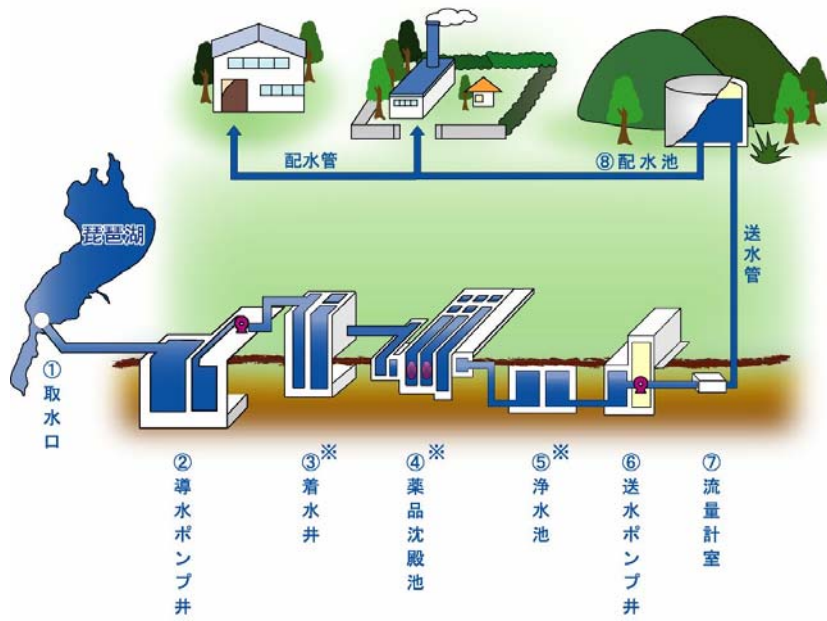 配水管
⑧配水池
琵琶湖
送水管
①取水口
②導水ポンプ井
③着水井※
④薬品沈殿池※
⑤浄水池※
⑥送水ポンプ井
⑦流量計室